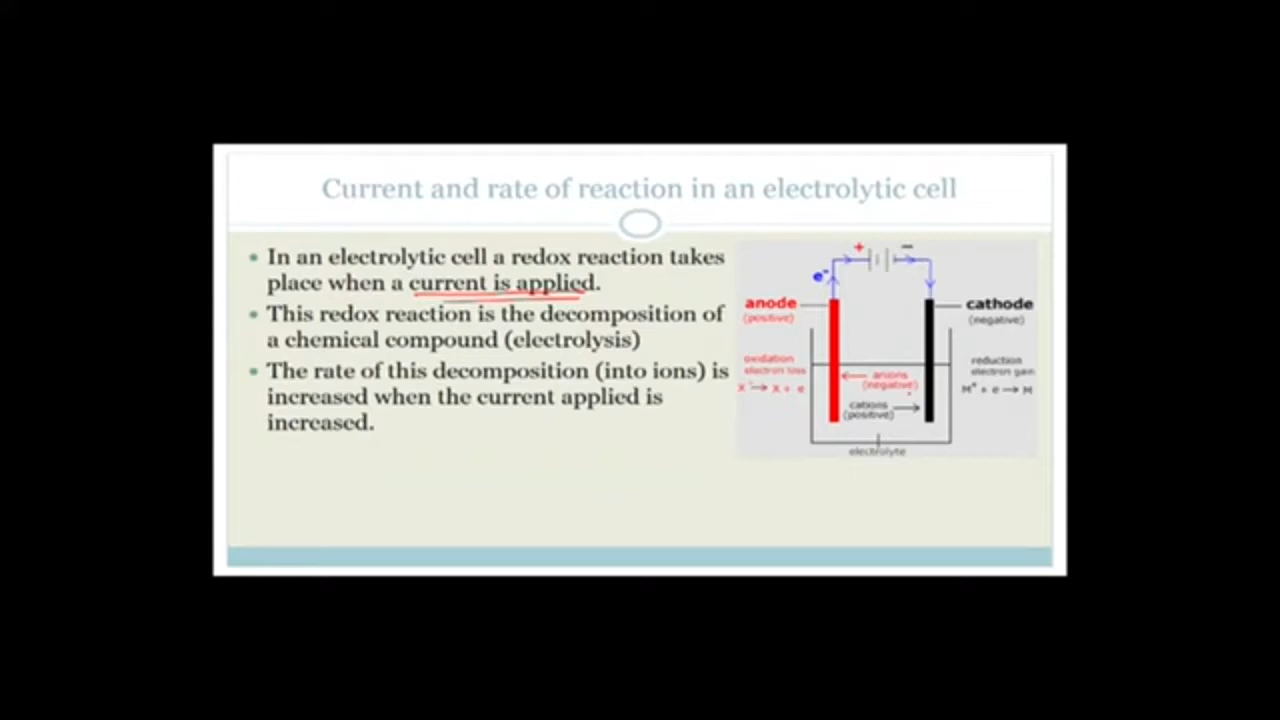 Current and rate of reaction in an electrolytic cell
• In an electrolytic cell a redox reaction takes
place when a current is applied.
• This redox reaction is the decomposition of
a chemical compound (electrolysis)
• The rate of this decomposition (into ions) is
increased when the current applied is
increased.
+ −
e⁻
anode
(positive)
cathode
(negative)
oxidation
electron loss
X⁻ → X + e
reduction
electron gain
M⁺ + e → M
anions
(negative)
cations
(positive)
electrolyte